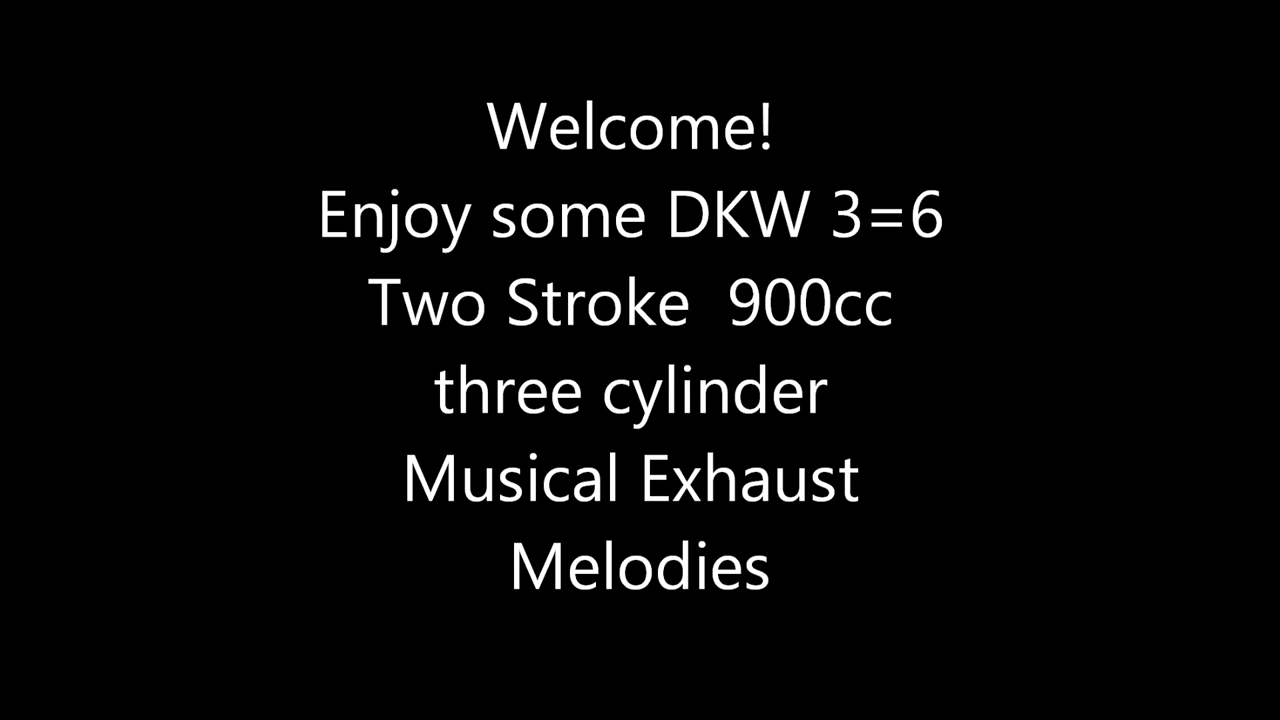 Welcome!
Enjoy some DKW 3=6
Two Stroke  900cc
three cylinder
Musical Exhaust
Melodies